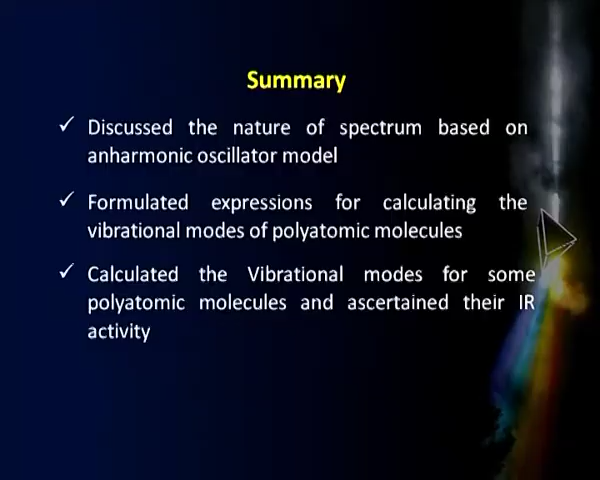 Summary
✓ Discussed the nature of spectrum based on
anharmonic oscillator model
✓ Formulated expressions for calculating the
vibrational modes of polyatomic molecules
✓ Calculated the Vibrational modes for some
polyatomic molecules and ascertained their IR
activity